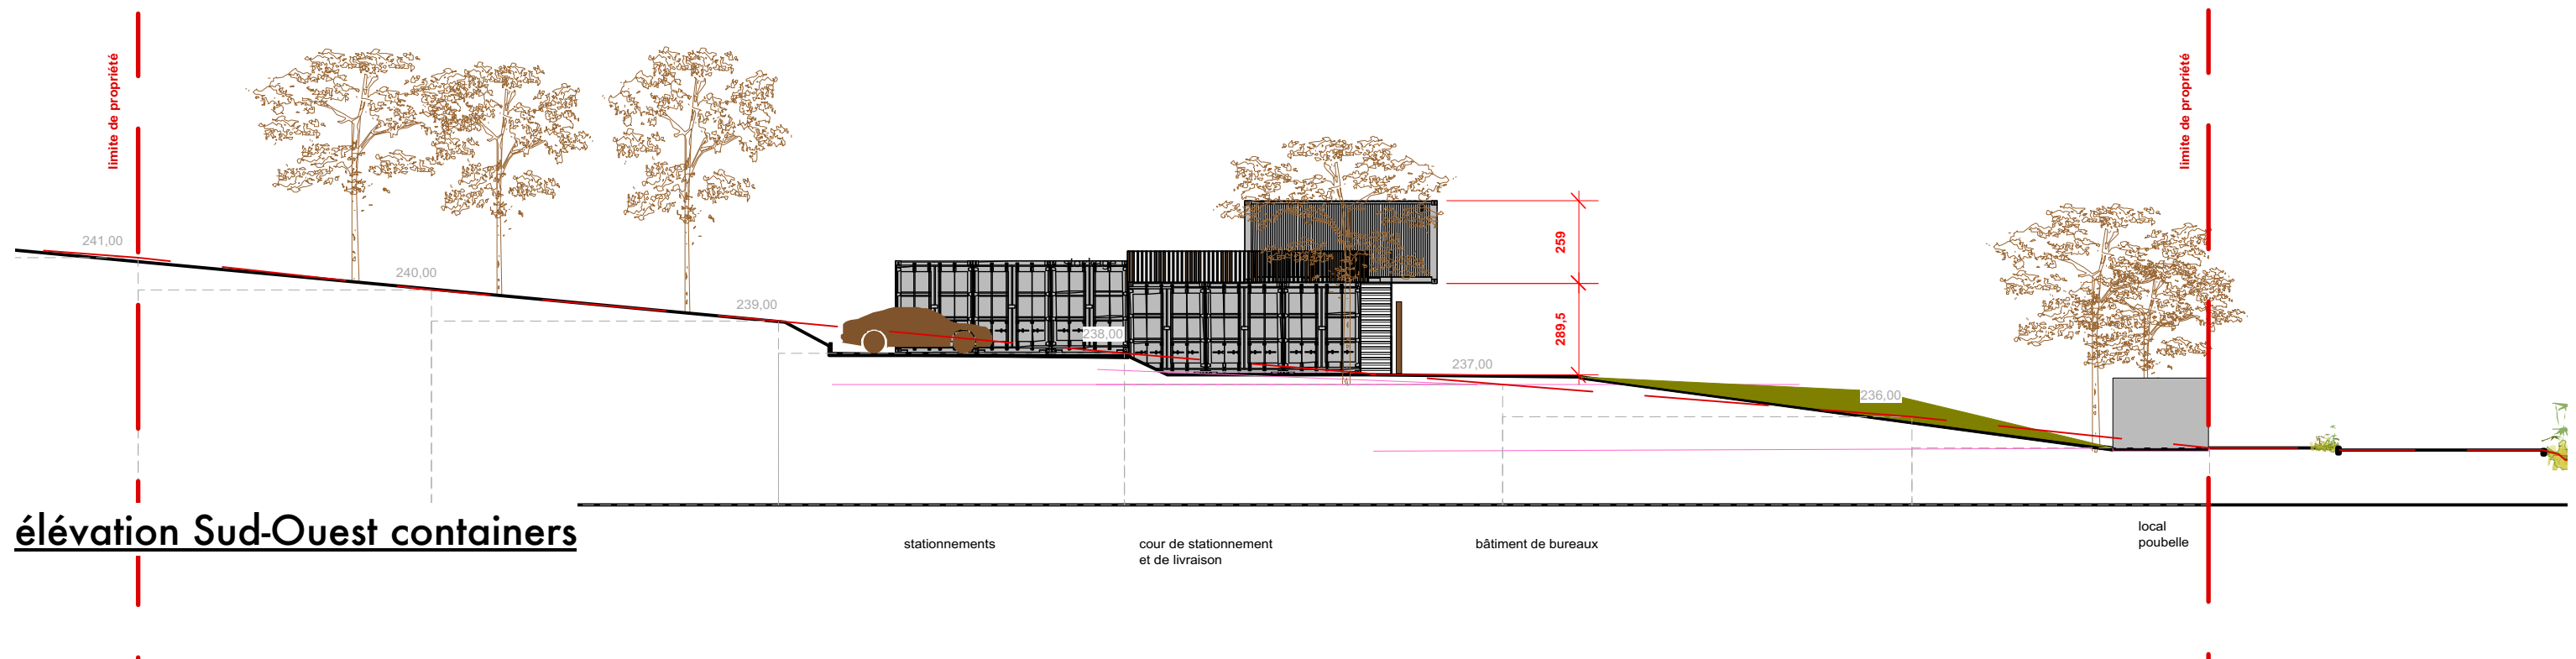 limite de propriété
limite de propriété
241,00
240,00
239,00
238,00
237,00
236,00
259
289,5
élévation Sud-Ouest containers
stationnements
cour de stationnement
et de livraison
bâtiment de bureaux
local
poubelle